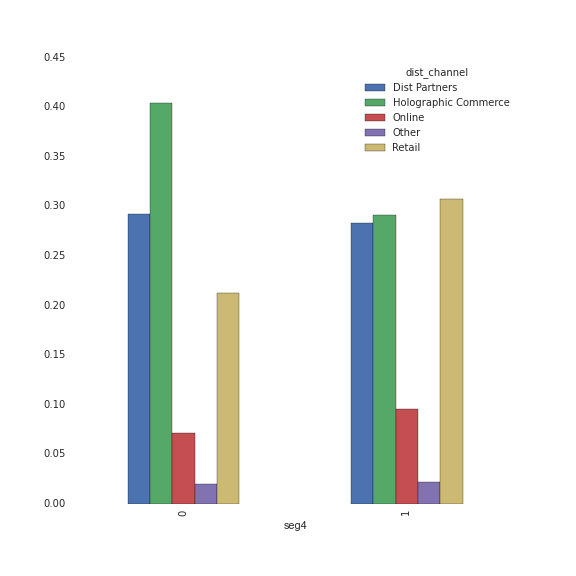 0.45
0.40
0.35
0.30
0.25
0.20
0.15
0.10
0.05
0.00
dist_channel
Dist Partners
Holographic Commerce
Online
Other
Retail
0
1
seg4